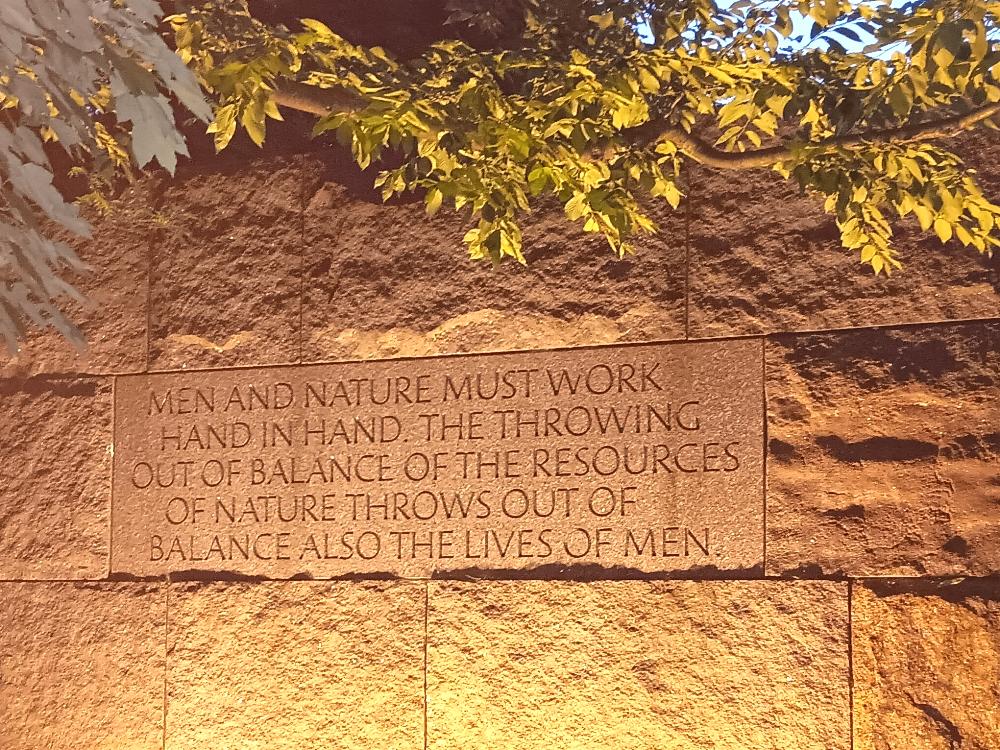 MEN AND NATURE MUST WORK
HAND IN HAND. THE THROWING
OUT OF BALANCE OF THE RESOURCES
OF NATURE THROWS OUT OF
BALANCE ALSO THE LIVES OF MEN.